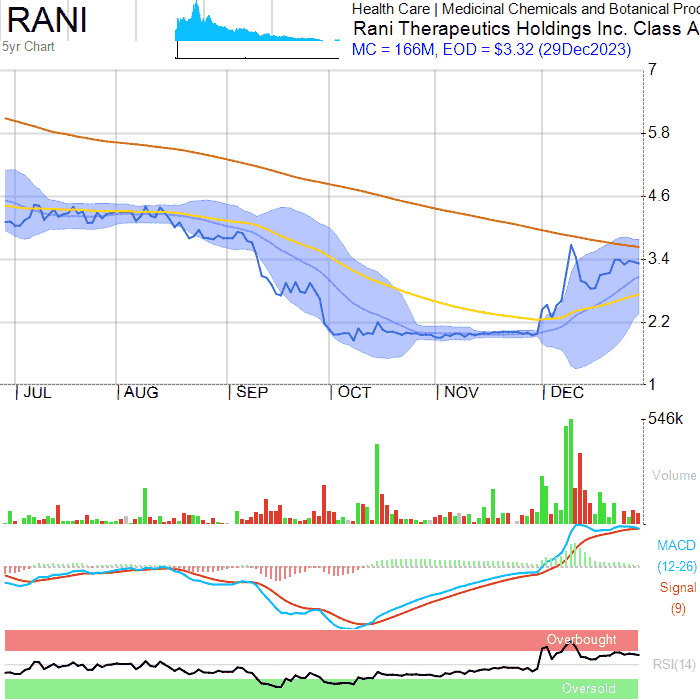 RANI
5yr Chart
Health Care | Medicinal Chemicals and Botanical Proc
Rani Therapeutics Holdings Inc. Class A
MC = 166M, EOD = $3.32 (29Dec2023)
7
5.8
4.6
3.4
2.2
1
JUL AUG SEP OCT NOV DEC
546k
Volume
MACD
(12-26)
Signal
(9)
Overbought
RSI(14)
Oversold